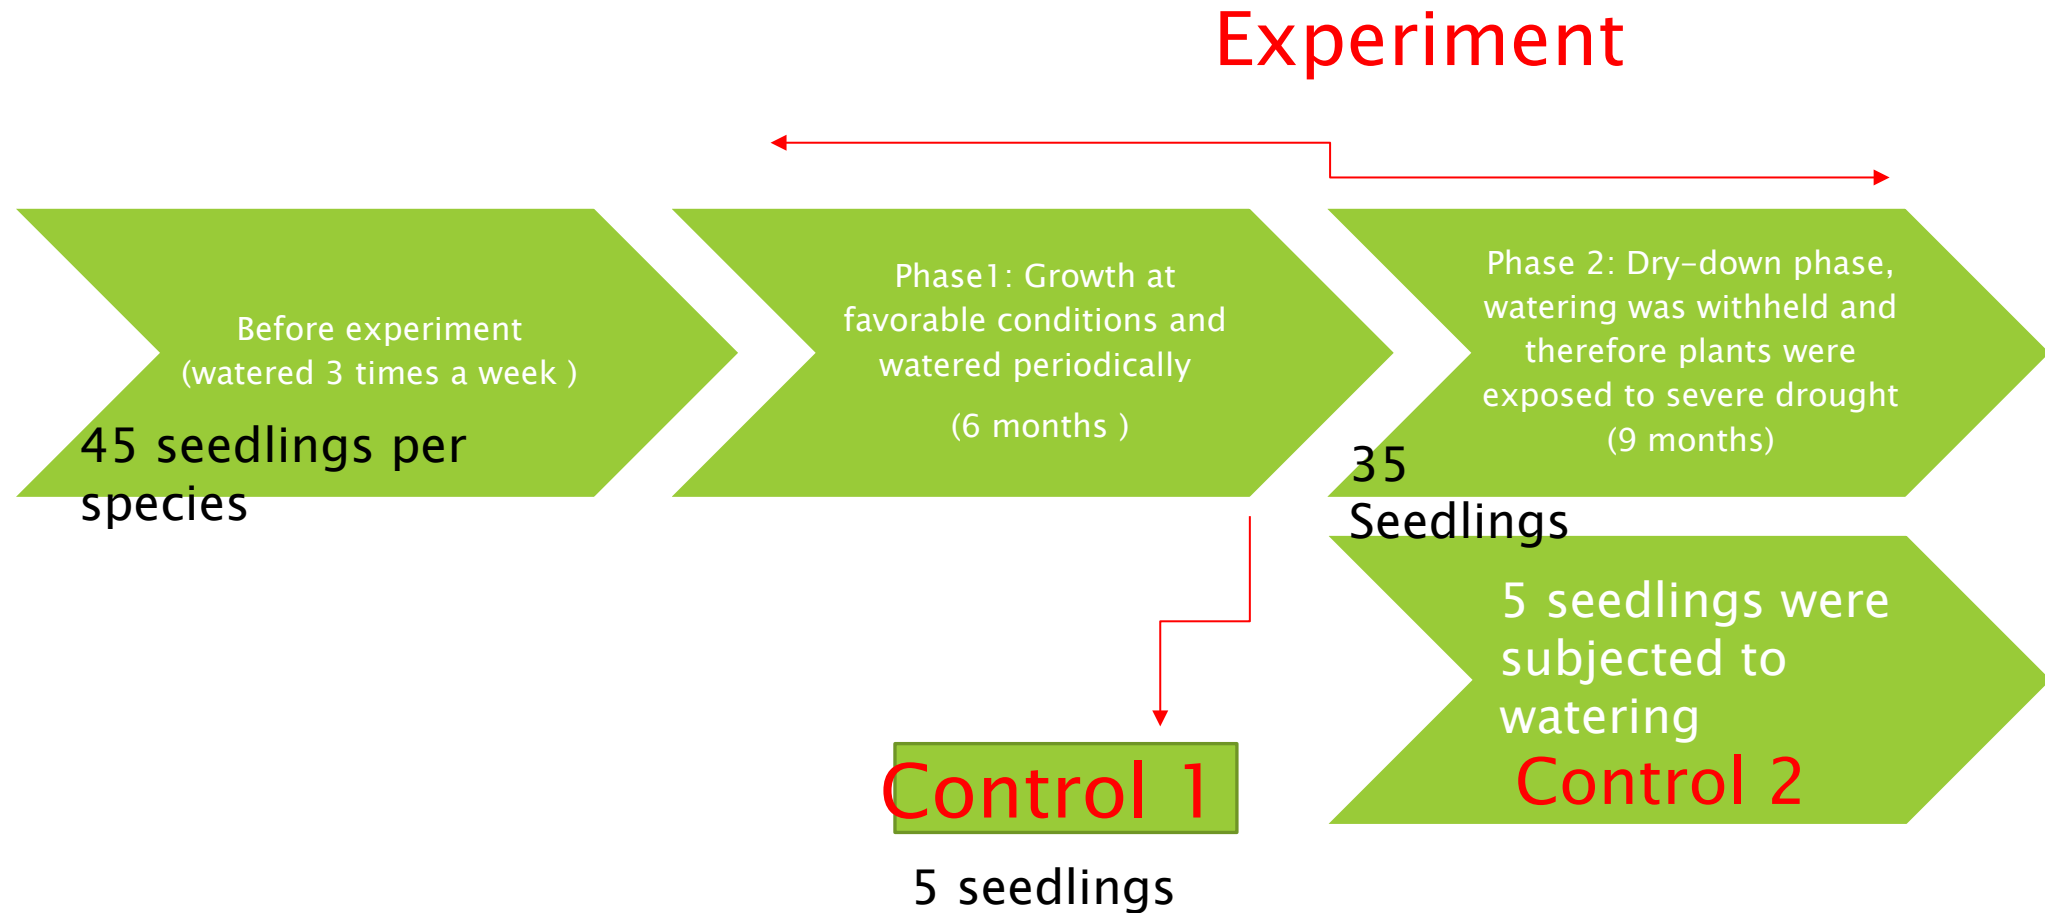 Experiment
Before experiment
(watered 3 times a week )
45 seedlings per
species
Phase1: Growth at
favorable conditions and
watered periodically
(6 months )
Phase 2: Dry-down phase,
watering was withheld and
therefore plants were
exposed to severe drought
(9 months)
35
Seedlings
5 seedlings were
subjected to
watering
Control 2
Control 1
5 seedlings